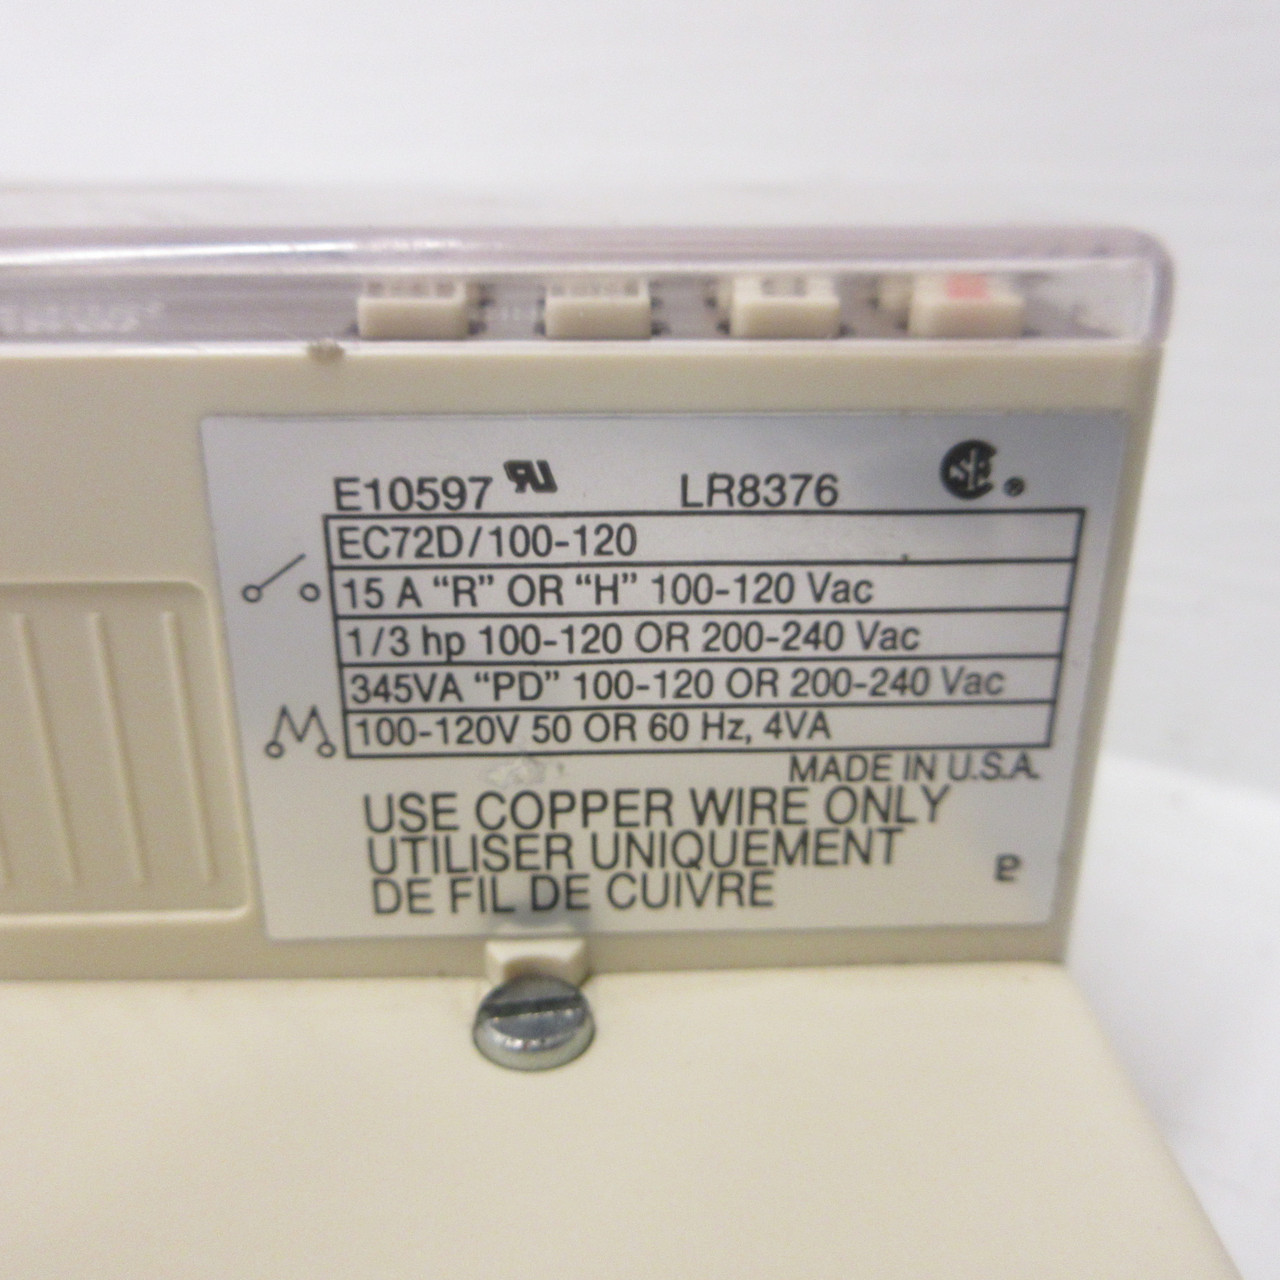 E10597 LR8376
EC72D/100-120
15 A “R” OR “H” 100-120 Vac
1/3 hp 100-120 OR 200-240 Vac
345VA “PD” 100-120 OR 200-240 Vac
100-120V 50 OR 60 Hz, 4VA
MADE IN U.S.A.
USE COPPER WIRE ONLY
UTILISER UNIQUEMENT
DE FIL DE CUIVRE